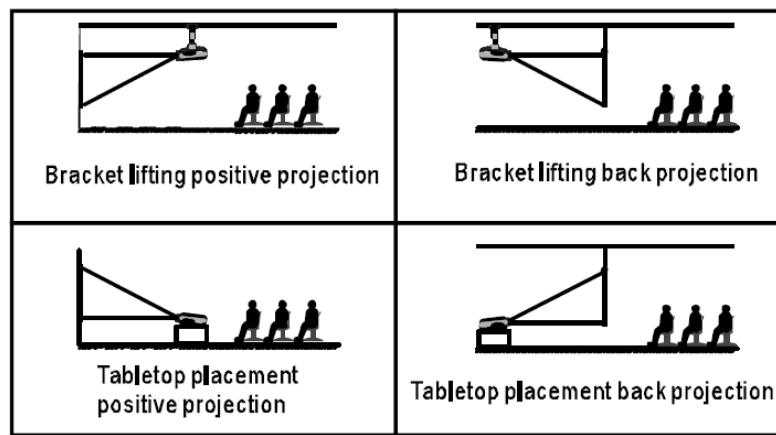 Bracket lifting positive projection
Bracket lifting back projection
Tabletop placement
positive projection
Tabletop placement back projection